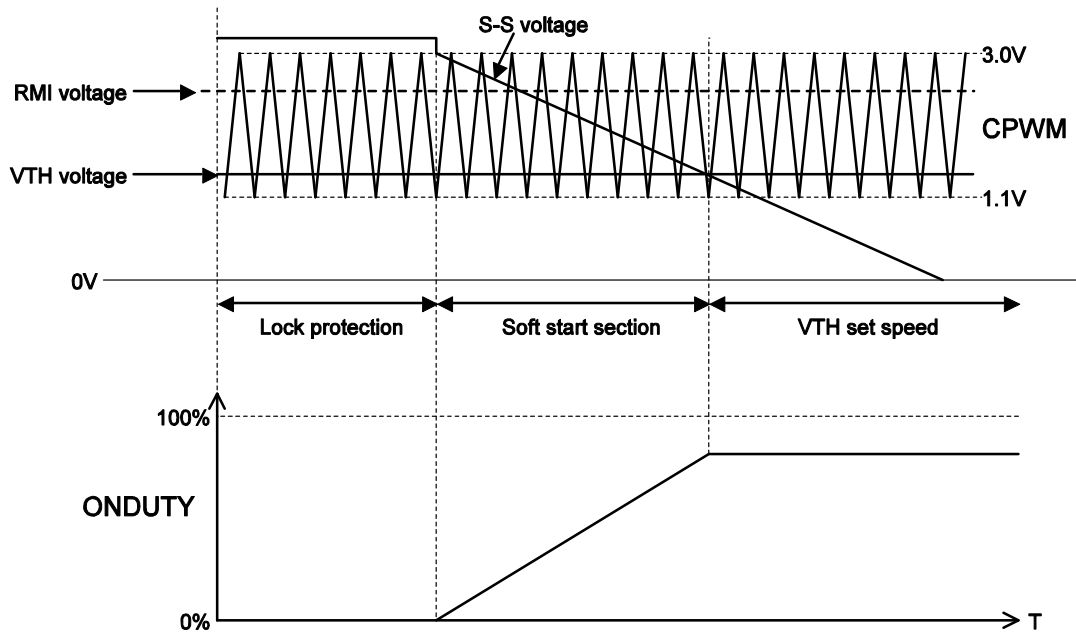 S-S voltage
3.0V
RMI voltage
CPWM
VTH voltage
1.1V
0V
Lock protection
Soft start section
VTH set speed
100%
ONDUTY
0%
T